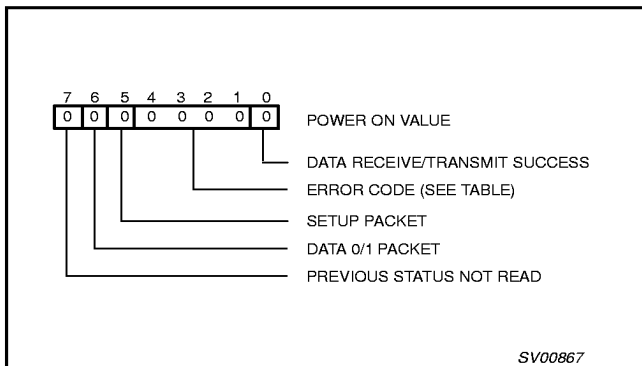 7 6 5 4 3 2 1 0
0 0 0 0 0 0 0 0 POWER ON VALUE
DATA RECEIVE/TRANSMIT SUCCESS
ERROR CODE (SEE TABLE)
SETUP PACKET
DATA 0/1 PACKET
PREVIOUS STATUS NOT READ
SV00867